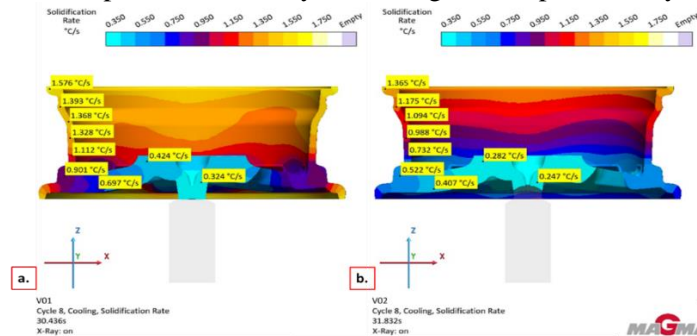 Solidification Rate °C/s
0.350 0.550 0.750 0.950 1.150 1.350 1.550 1.750 Empty
1.576 °C/s
1.393 °C/s
1.368 °C/s
1.328 °C/s
1.112 °C/s
0.424 °C/s
0.901 °C/s
0.324 °C/s
0.697 °C/s
Z
Y
X
a.
V01
Cycle 8, Cooling, Solidification Rate
30.436s
X-Ray: on
Solidification Rate °C/s
0.350 0.550 0.750 0.950 1.150 1.350 1.550 1.750 Empty
1.365 °C/s
1.175 °C/s
1.094 °C/s
0.988 °C/s
0.732 °C/s
0.282 °C/s
0.522 °C/s
0.247 °C/s
0.407 °C/s
Z
Y
X
b.
V02
Cycle 8, Cooling, Solidification Rate
31.832s
X-Ray: on
MAGMA